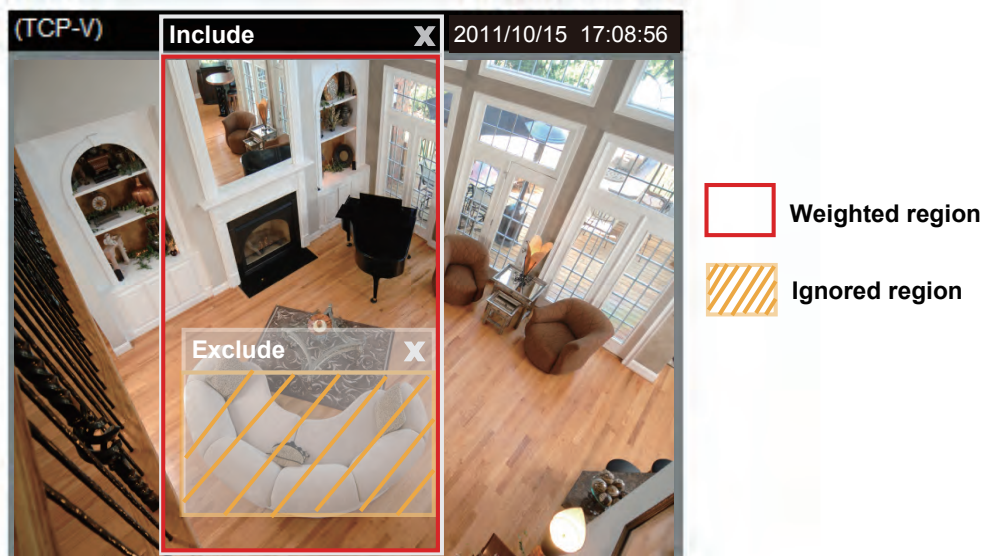 (TCP-V)
Include X 2011/10/15 17:08:56
Weighted region
Ignored region
Exclude X